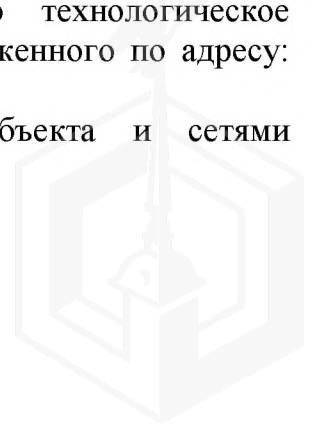 технологическое
женного по адресу:
бъекта и сетями